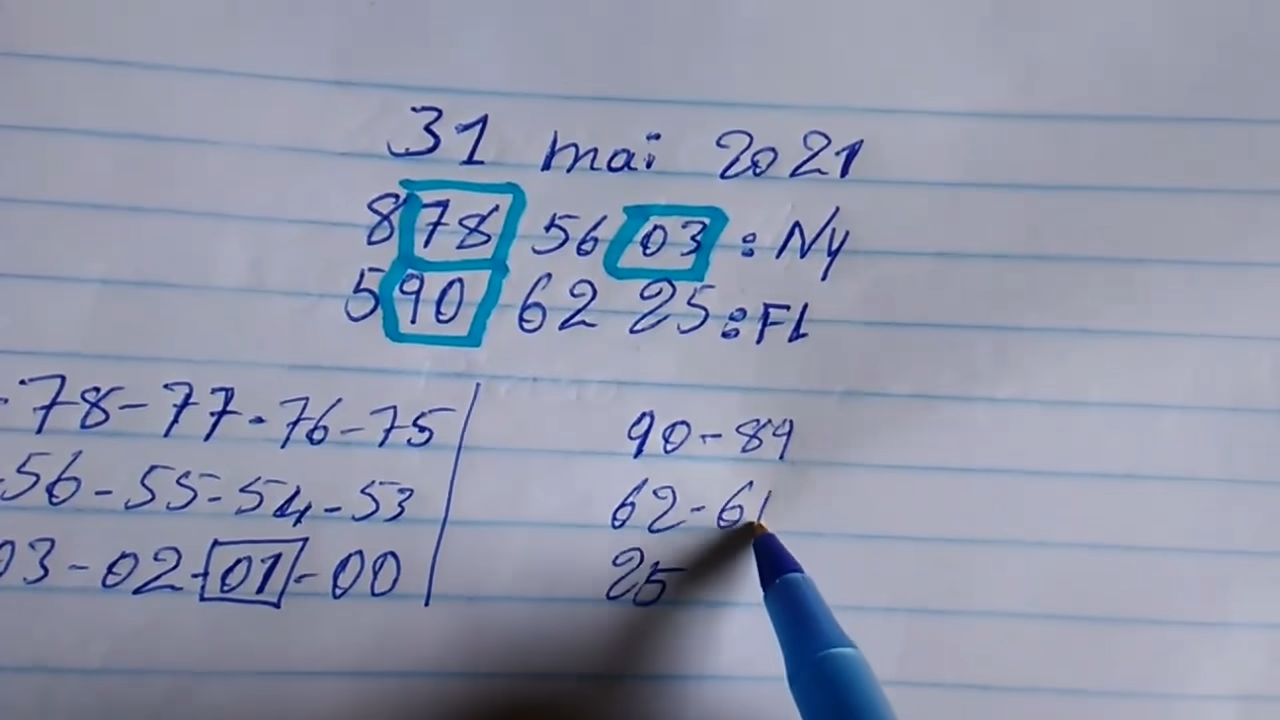 31 mai 2021
878 56 03 : NY
590 62 25 : FL
-78-77-76-75
-56-55-54-53
03-02-01-00
90-89
62-61
25